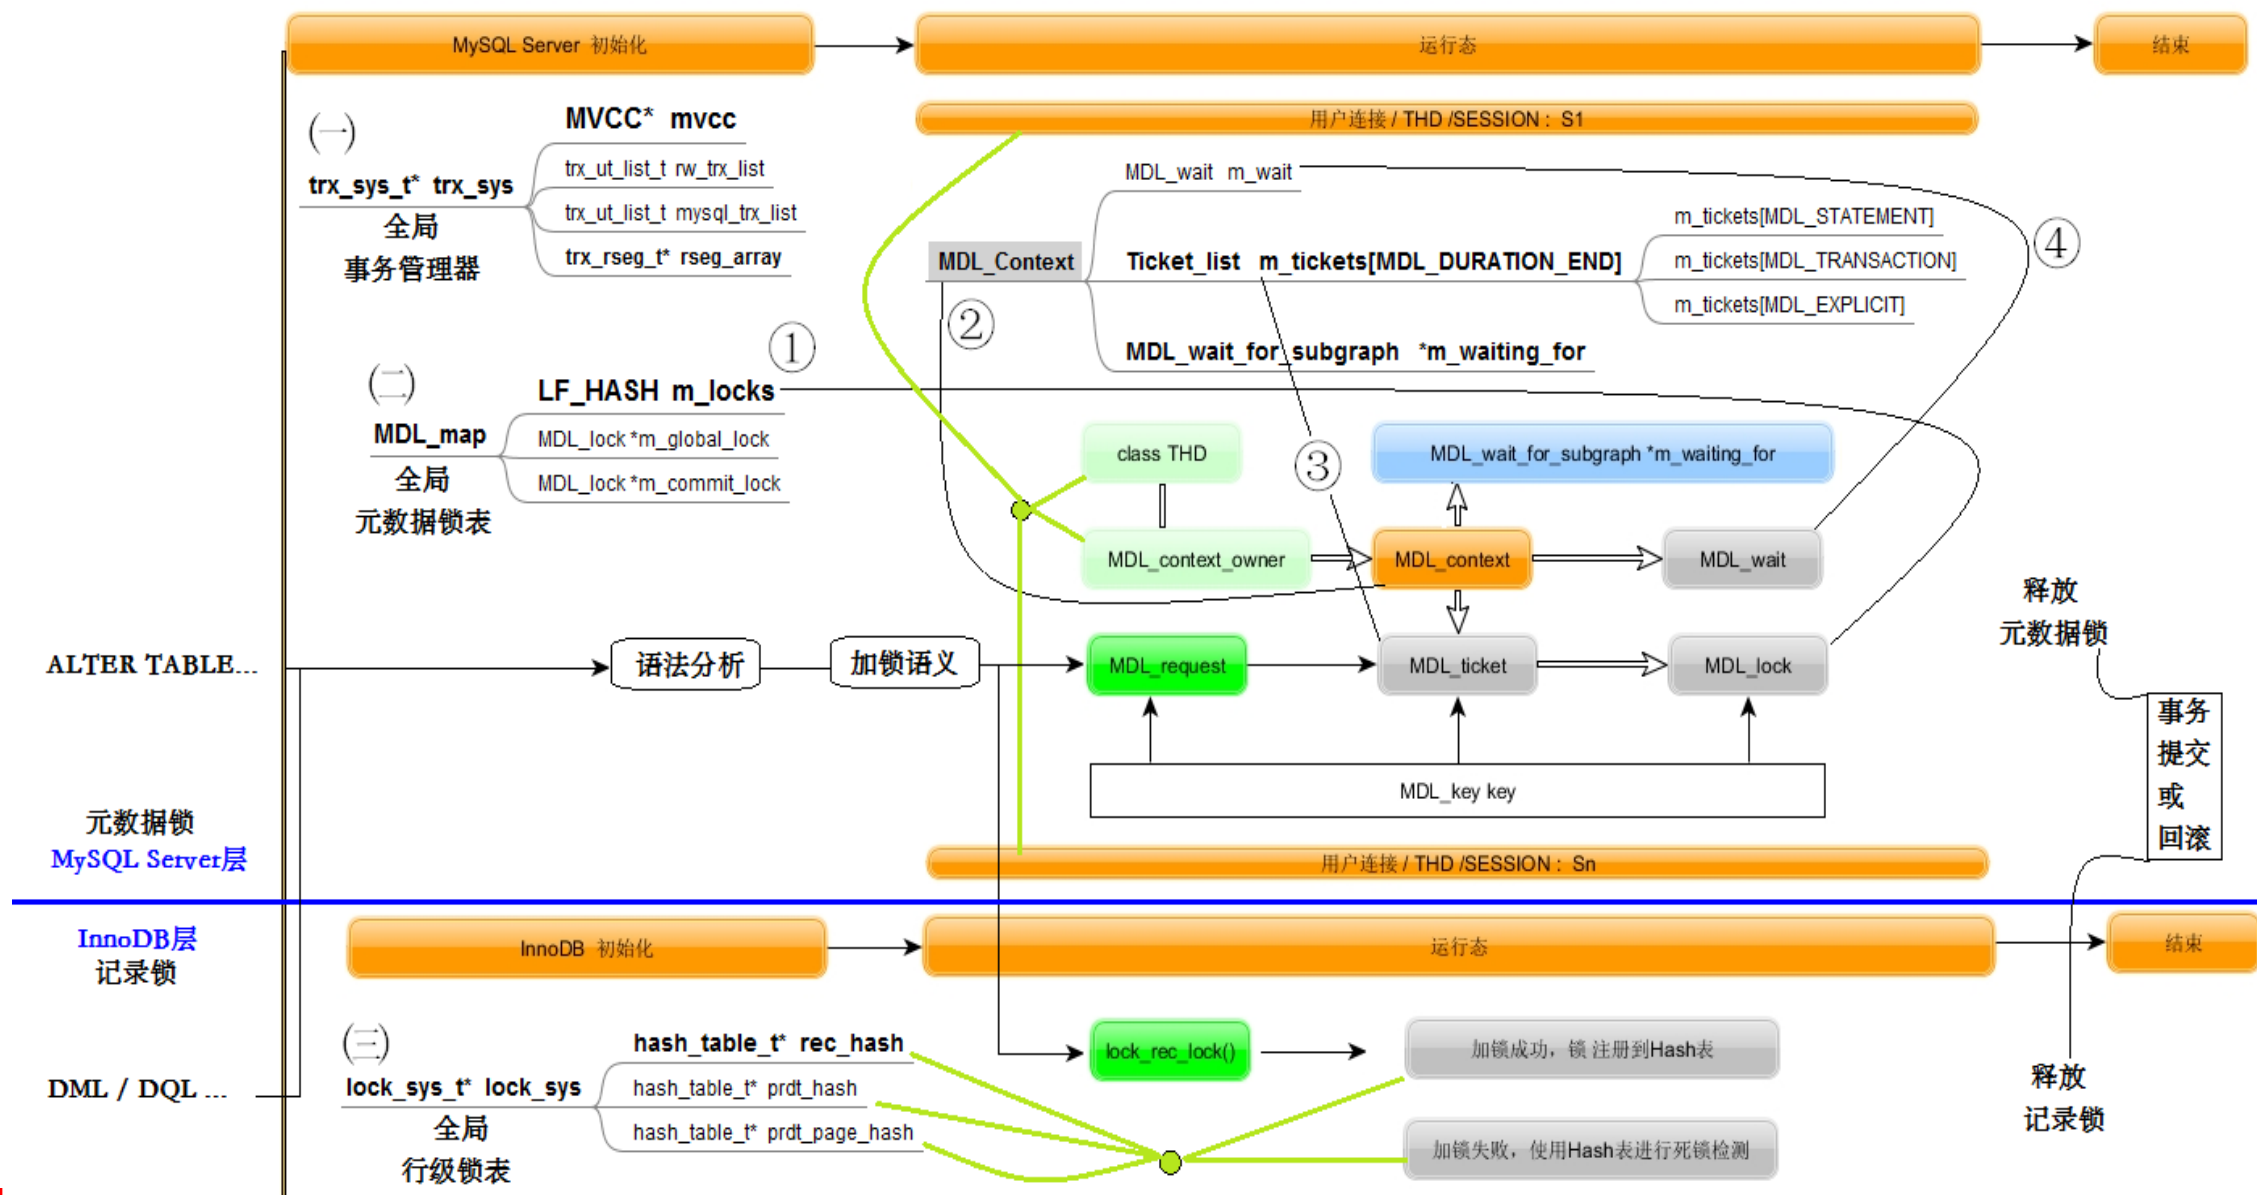 MySQL Server 初始化
运行态
结束
(一)
MVCC* mvcc
trx_ut_list_t rw_trx_list
trx_sys_t* trx_sys
trx_ut_list_t mysql_trx_list
全局
事务管理器
trx_rseg_t* rseg_array
用户连接 / THD /SESSION : S1
MDL_wait m_wait
m_tickets[MDL_STATEMENT]
④
MDL_Context
Ticket_list m_tickets[MDL_DURATION_END]
m_tickets[MDL_TRANSACTION]
m_tickets[MDL_EXPLICIT]
②
MDL_wait_for_subgraph *m_waiting_for
①
(二)
LF_HASH m_locks
MDL_map
MDL_lock *m_global_lock
全局
元数据锁表
MDL_lock *m_commit_lock
class THD
③
MDL_wait_for_subgraph *m_waiting_for
MDL_context_owner
MDL_context
MDL_wait
释放
元数据锁
ALTER TABLE...
语法分析
加锁语义
MDL_request
MDL_ticket
MDL_lock
事务
提交
或
回滚
MDL_key key
元数据锁
MySQL Server层
用户连接 / THD /SESSION : Sn
InnoDB层
记录锁
InnoDB 初始化
运行态
结束
(三)
hash_table_t* rec_hash
lock_sys_t* lock_sys
hash_table_t* prdt_hash
全局
行级锁表
hash_table_t* prdt_page_hash
DML / DQL ...
lock_rec_lock()
加锁成功，锁 注册到Hash表
加锁失败，使用Hash表进行死锁检测
释放
记录锁